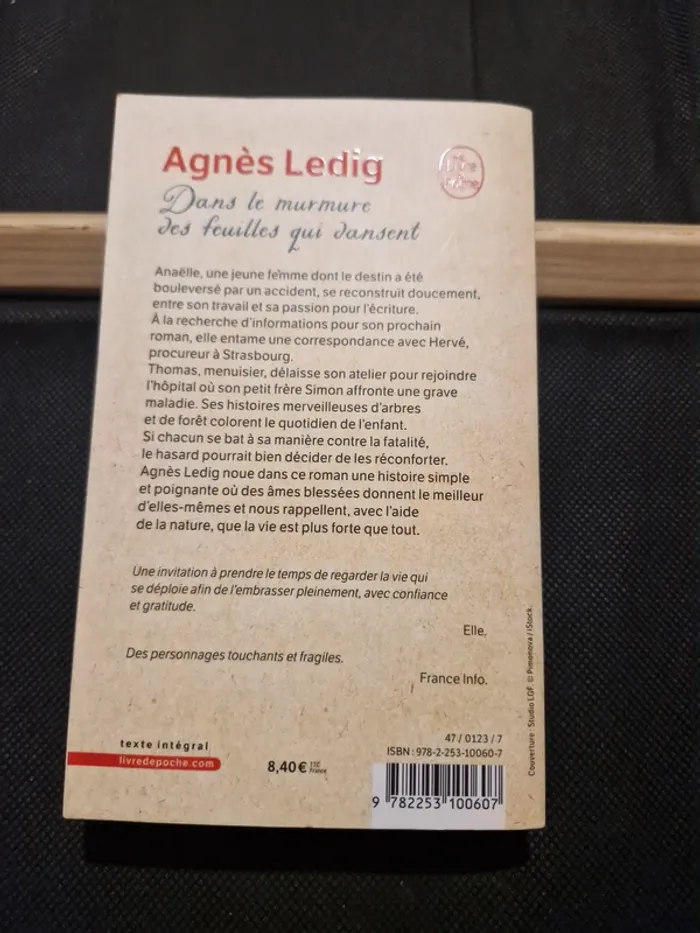 Agnès Ledig
Le Livre de Poche
Dans le murmure
des feuilles qui dansent
Anaëlle, une jeune femme dont le destin a été
bouleversé par un accident, se reconstruit doucement,
entre son travail et sa passion pour l'écriture.
À la recherche d'informations pour son prochain
roman, elle entame une correspondance avec Hervé,
procureur à Strasbourg.
Thomas, menuisier, délaisse son atelier pour rejoindre
l'hôpital où son petit frère Simon affronte une grave
maladie. Ses histoires merveilleuses d'arbres
et de forêt colorent le quotidien de l'enfant.
Si chacun se bat à sa manière contre la fatalité,
le hasard pourrait bien décider de les réconforter.
Agnès Ledig noue dans ce roman une histoire simple
et poignante où des âmes blessées donnent le meilleur
d'elles-mêmes et nous rappellent, avec l'aide
de la nature, que la vie est plus forte que tout.
Une invitation à prendre le temps de regarder la vie qui
se déploie afin de l'embrasser pleinement, avec confiance
et gratitude.
Elle.
Des personnages touchants et fragiles.
France Info.
texte intégral
livredepoche.com
8,40 € TTC
France
47 / 0123 / 7
ISBN : 978-2-253-10060-7
9 782253 100607
Couverture : Studio LGF. © Pimonova / iStock.